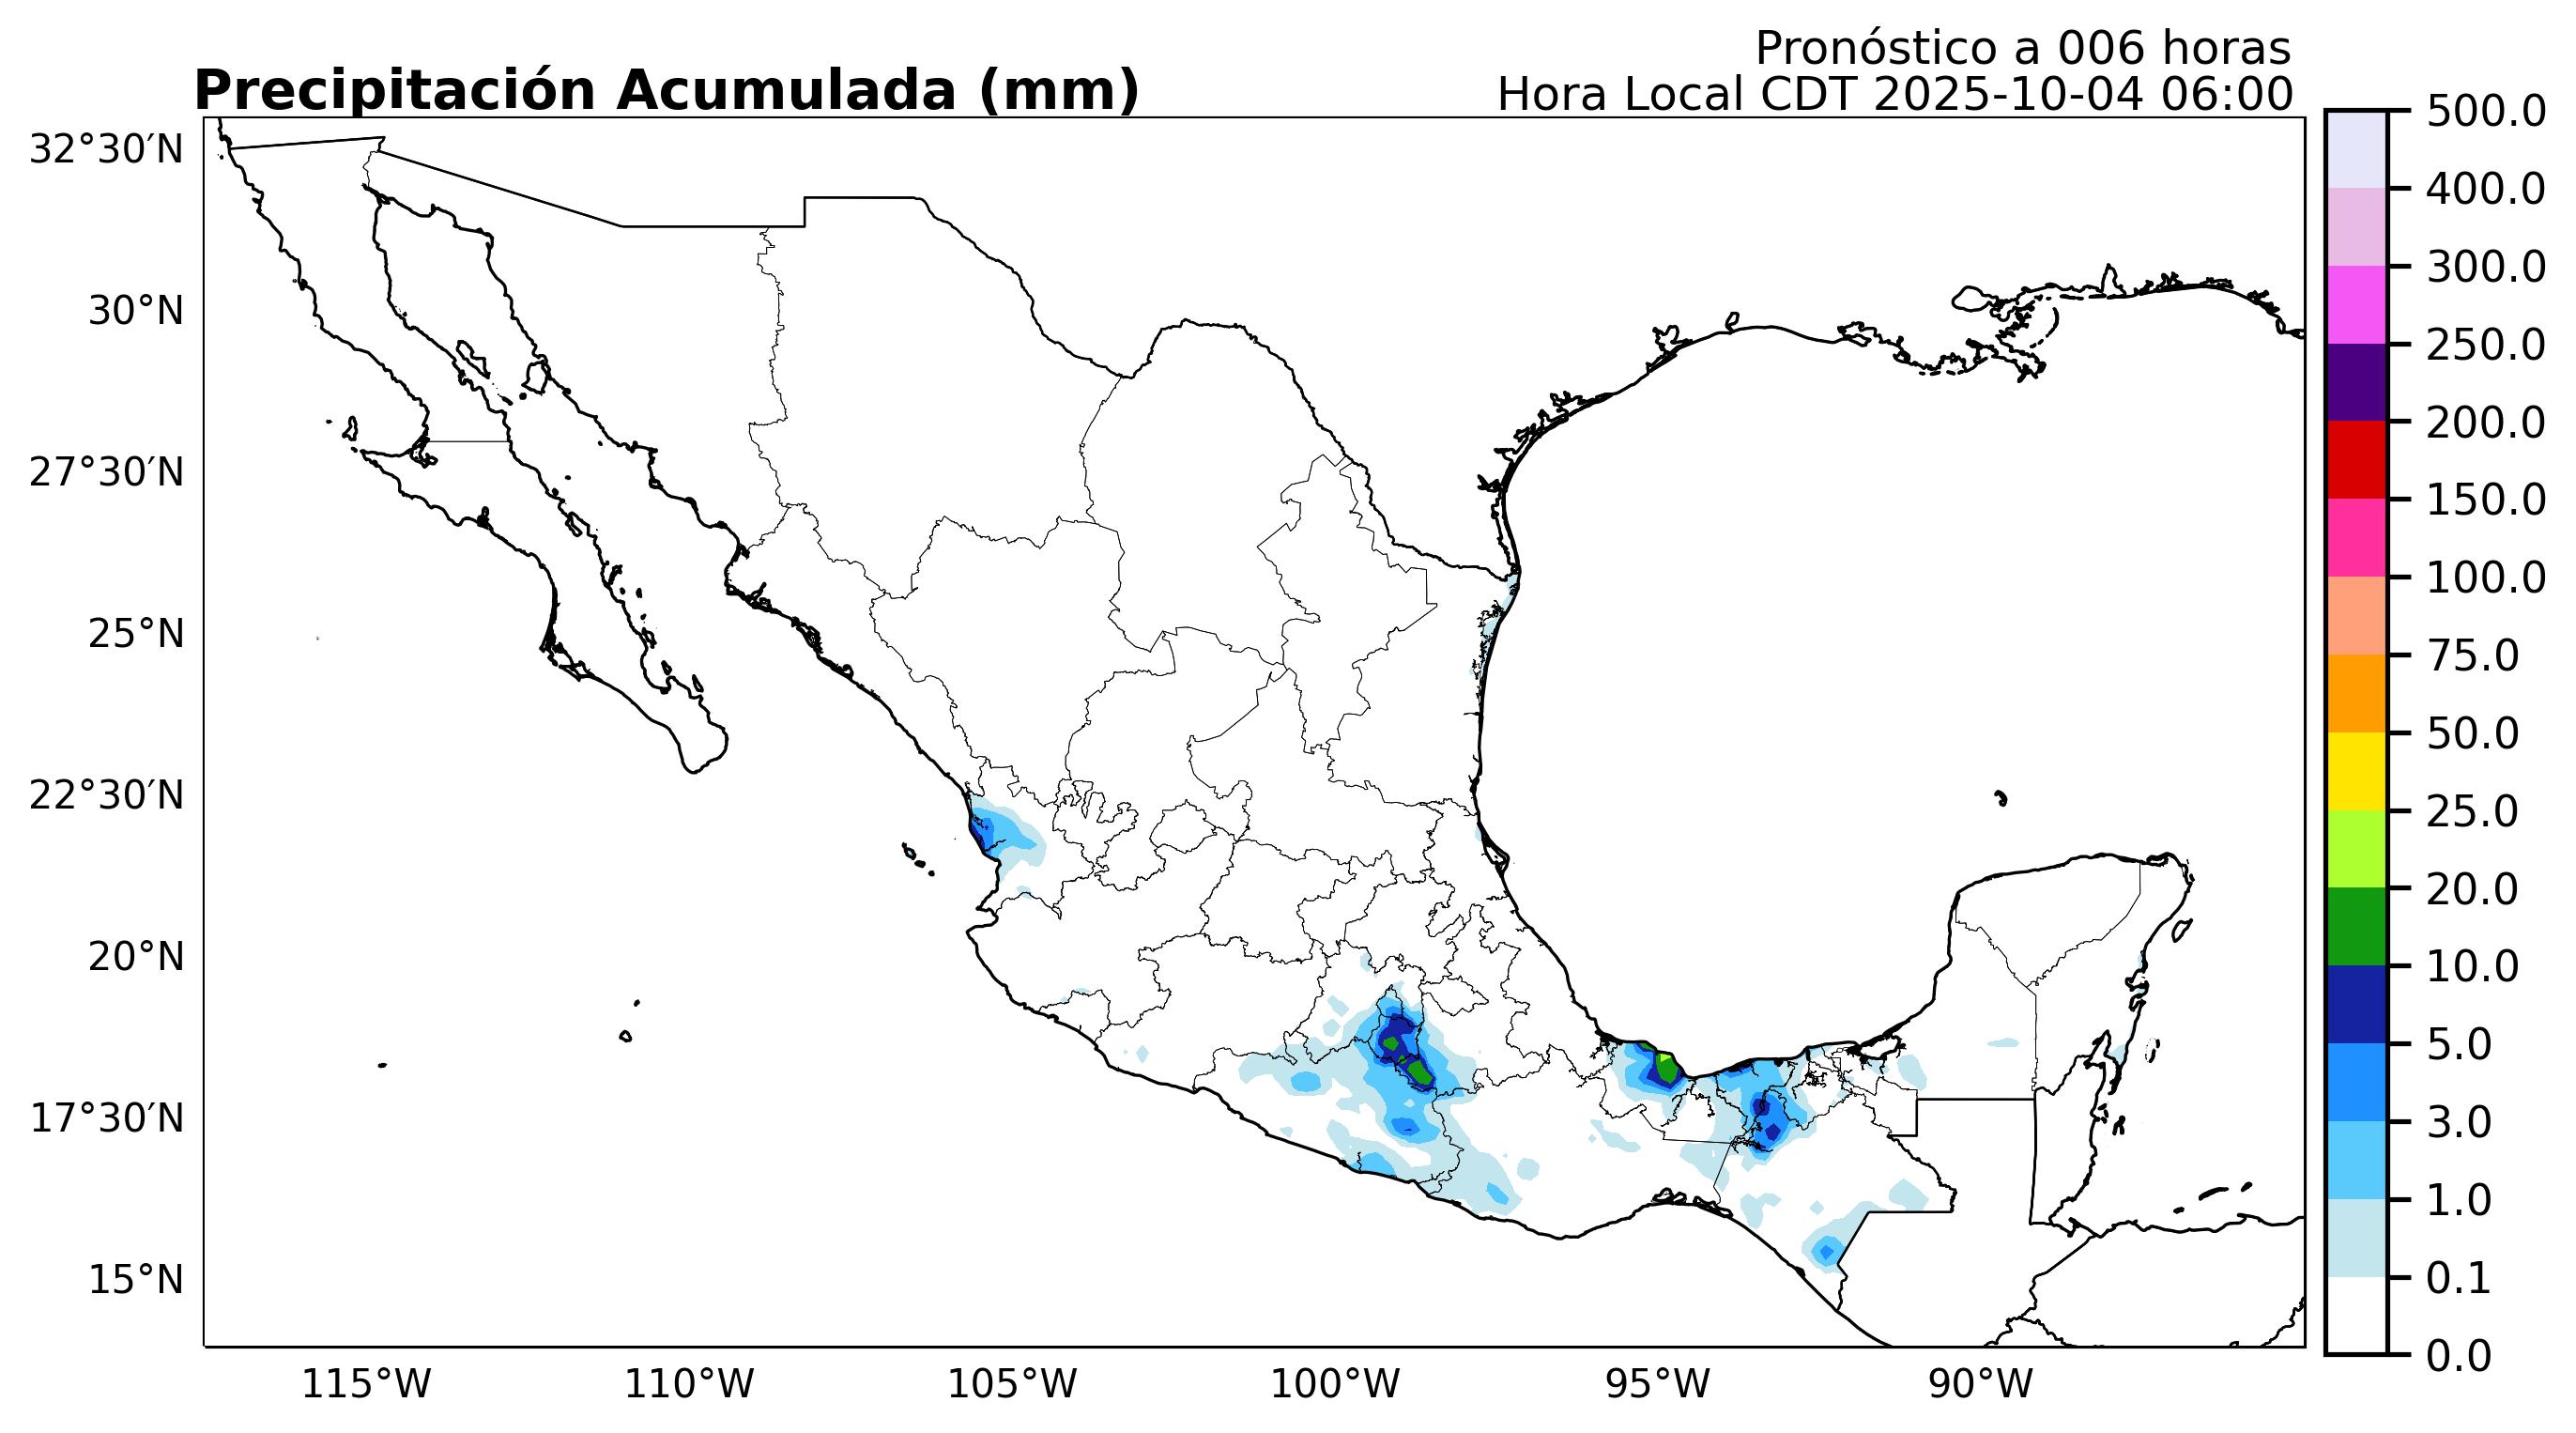 Pronóstico a 006 horas
Precipitación Acumulada (mm)
Hora Local CDT 2025-10-04 06:00
32°30′N
30°N
27°30′N
25°N
22°30′N
20°N
17°30′N
15°N
115°W
110°W
105°W
100°W
95°W
90°W
500.0
400.0
300.0
250.0
200.0
150.0
100.0
75.0
50.0
25.0
20.0
10.0
5.0
3.0
1.0
0.1
0.0